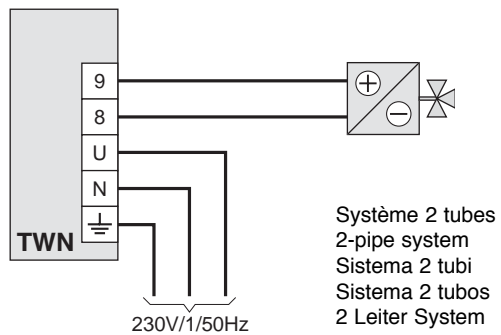 9
8
U
N
TWN
+
−
230V/1/50Hz
Système 2 tubes
2-pipe system
Sistema 2 tubi
Sistema 2 tubos
2 Leiter System